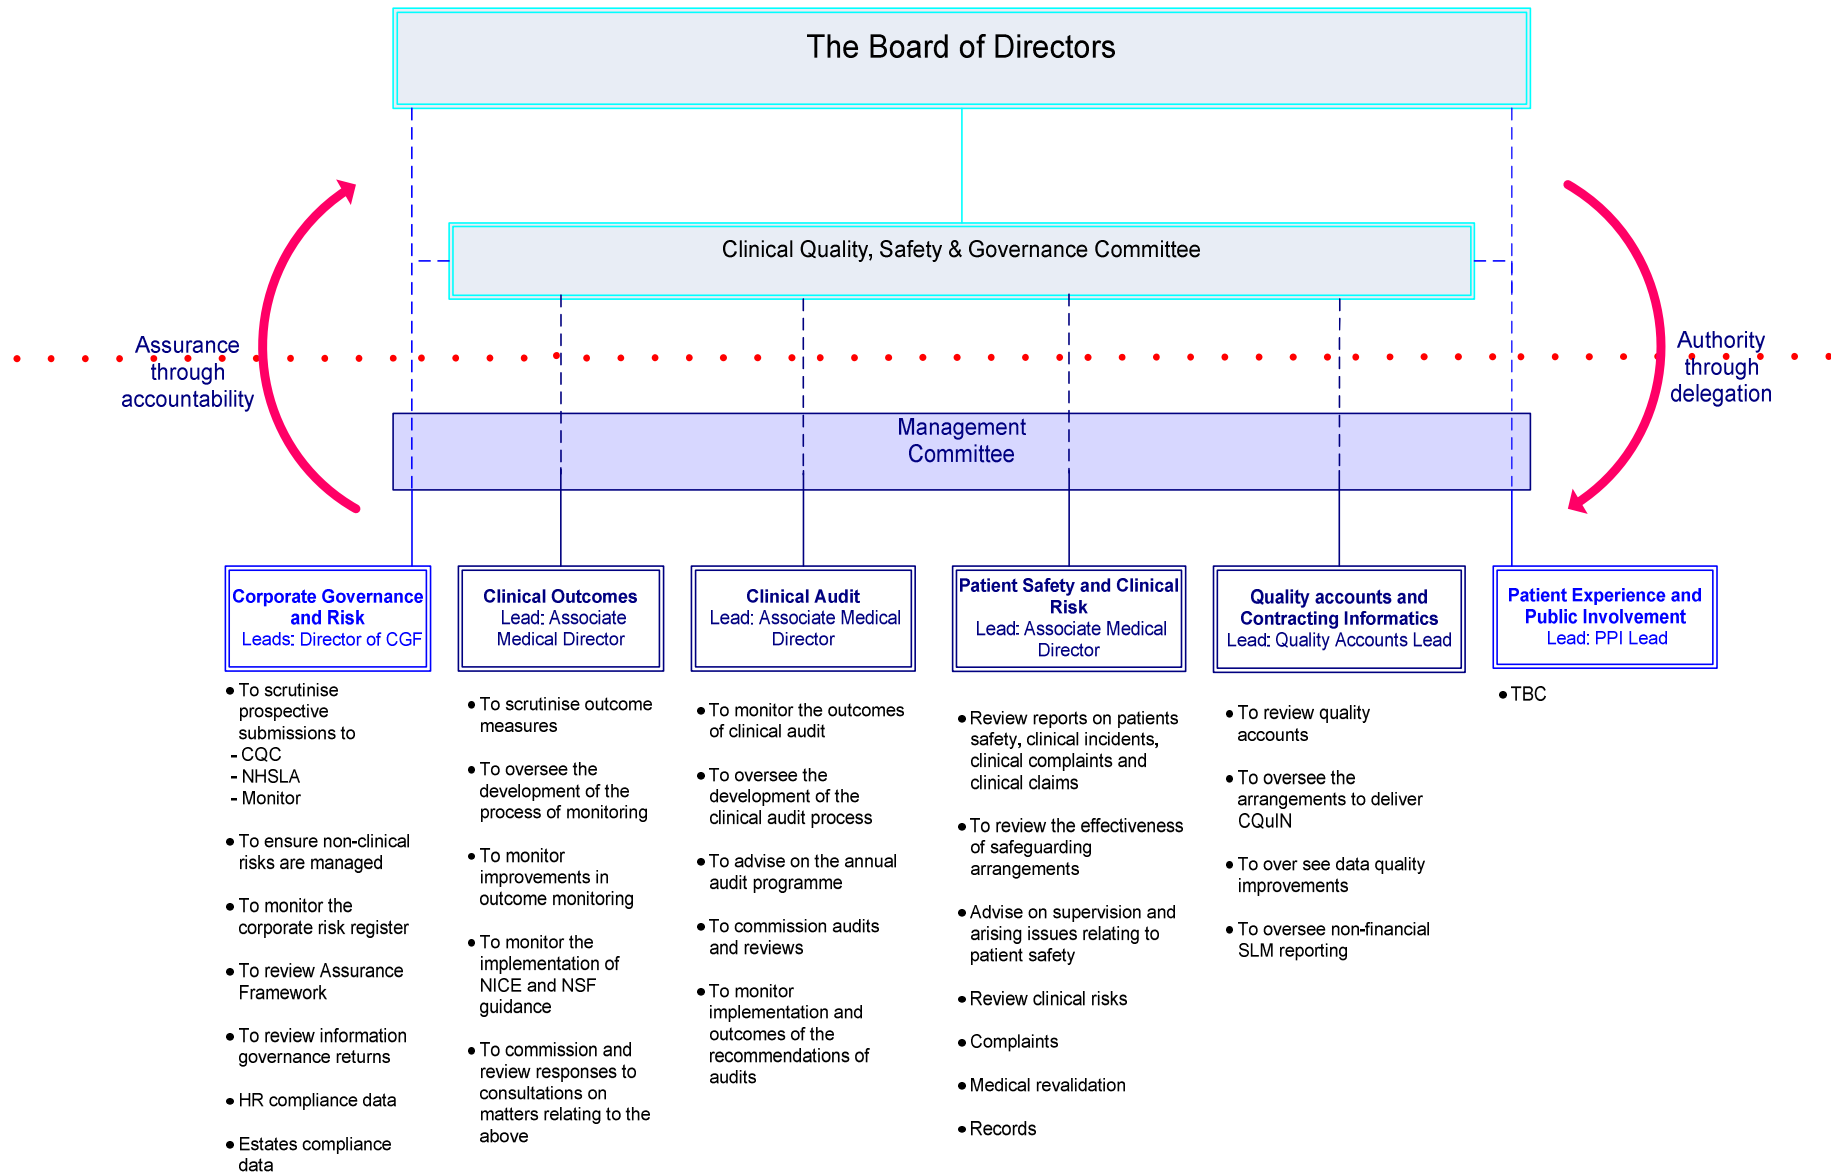 The Board of Directors
Clinical Quality, Safety & Governance Committee
Assurance
through
accountability
Authority
through
delegation
Management
Committee
Corporate Governance
and Risk
Leads: Director of CGF
● To scrutinise
prospective
submissions to
- CQC
- NHSLA
- Monitor
● To ensure non-clinical
risks are managed
● To monitor the
corporate risk register
● To review Assurance
Framework
● To review information
governance returns
● HR compliance data
● Estates compliance
data
Clinical Outcomes
Lead: Associate
Medical Director
● To scrutinise outcome
measures
● To oversee the
development of the
process of monitoring
● To monitor
improvements in
outcome monitoring
● To monitor the
implementation of
NICE and NSF
guidance
● To commission and
review responses to
consultations on
matters relating to the
above
Clinical Audit
Lead: Associate Medical
Director
● To monitor the outcomes
of clinical audit
● To oversee the
development of the
clinical audit process
● To advise on the annual
audit programme
● To commission audits
and reviews
● To monitor
implementation and
outcomes of the
recommendations of
audits
Patient Safety and Clinical
Risk
Lead: Associate Medical
Director
● Review reports on patients
safety, clinical incidents,
clinical complaints and
clinical claims
● To review the effectiveness
of safeguarding
arrangements
● Advise on supervision and
arising issues relating to
patient safety
● Review clinical risks
● Complaints
● Medical revalidation
● Records
Quality accounts and
Contracting Informatics
Lead: Quality Accounts Lead
● To review quality
accounts
● To oversee the
arrangements to deliver
CQuIN
● To over see data quality
improvements
● To oversee non-financial
SLM reporting
Patient Experience and
Public Involvement
Lead: PPI Lead
● TBC